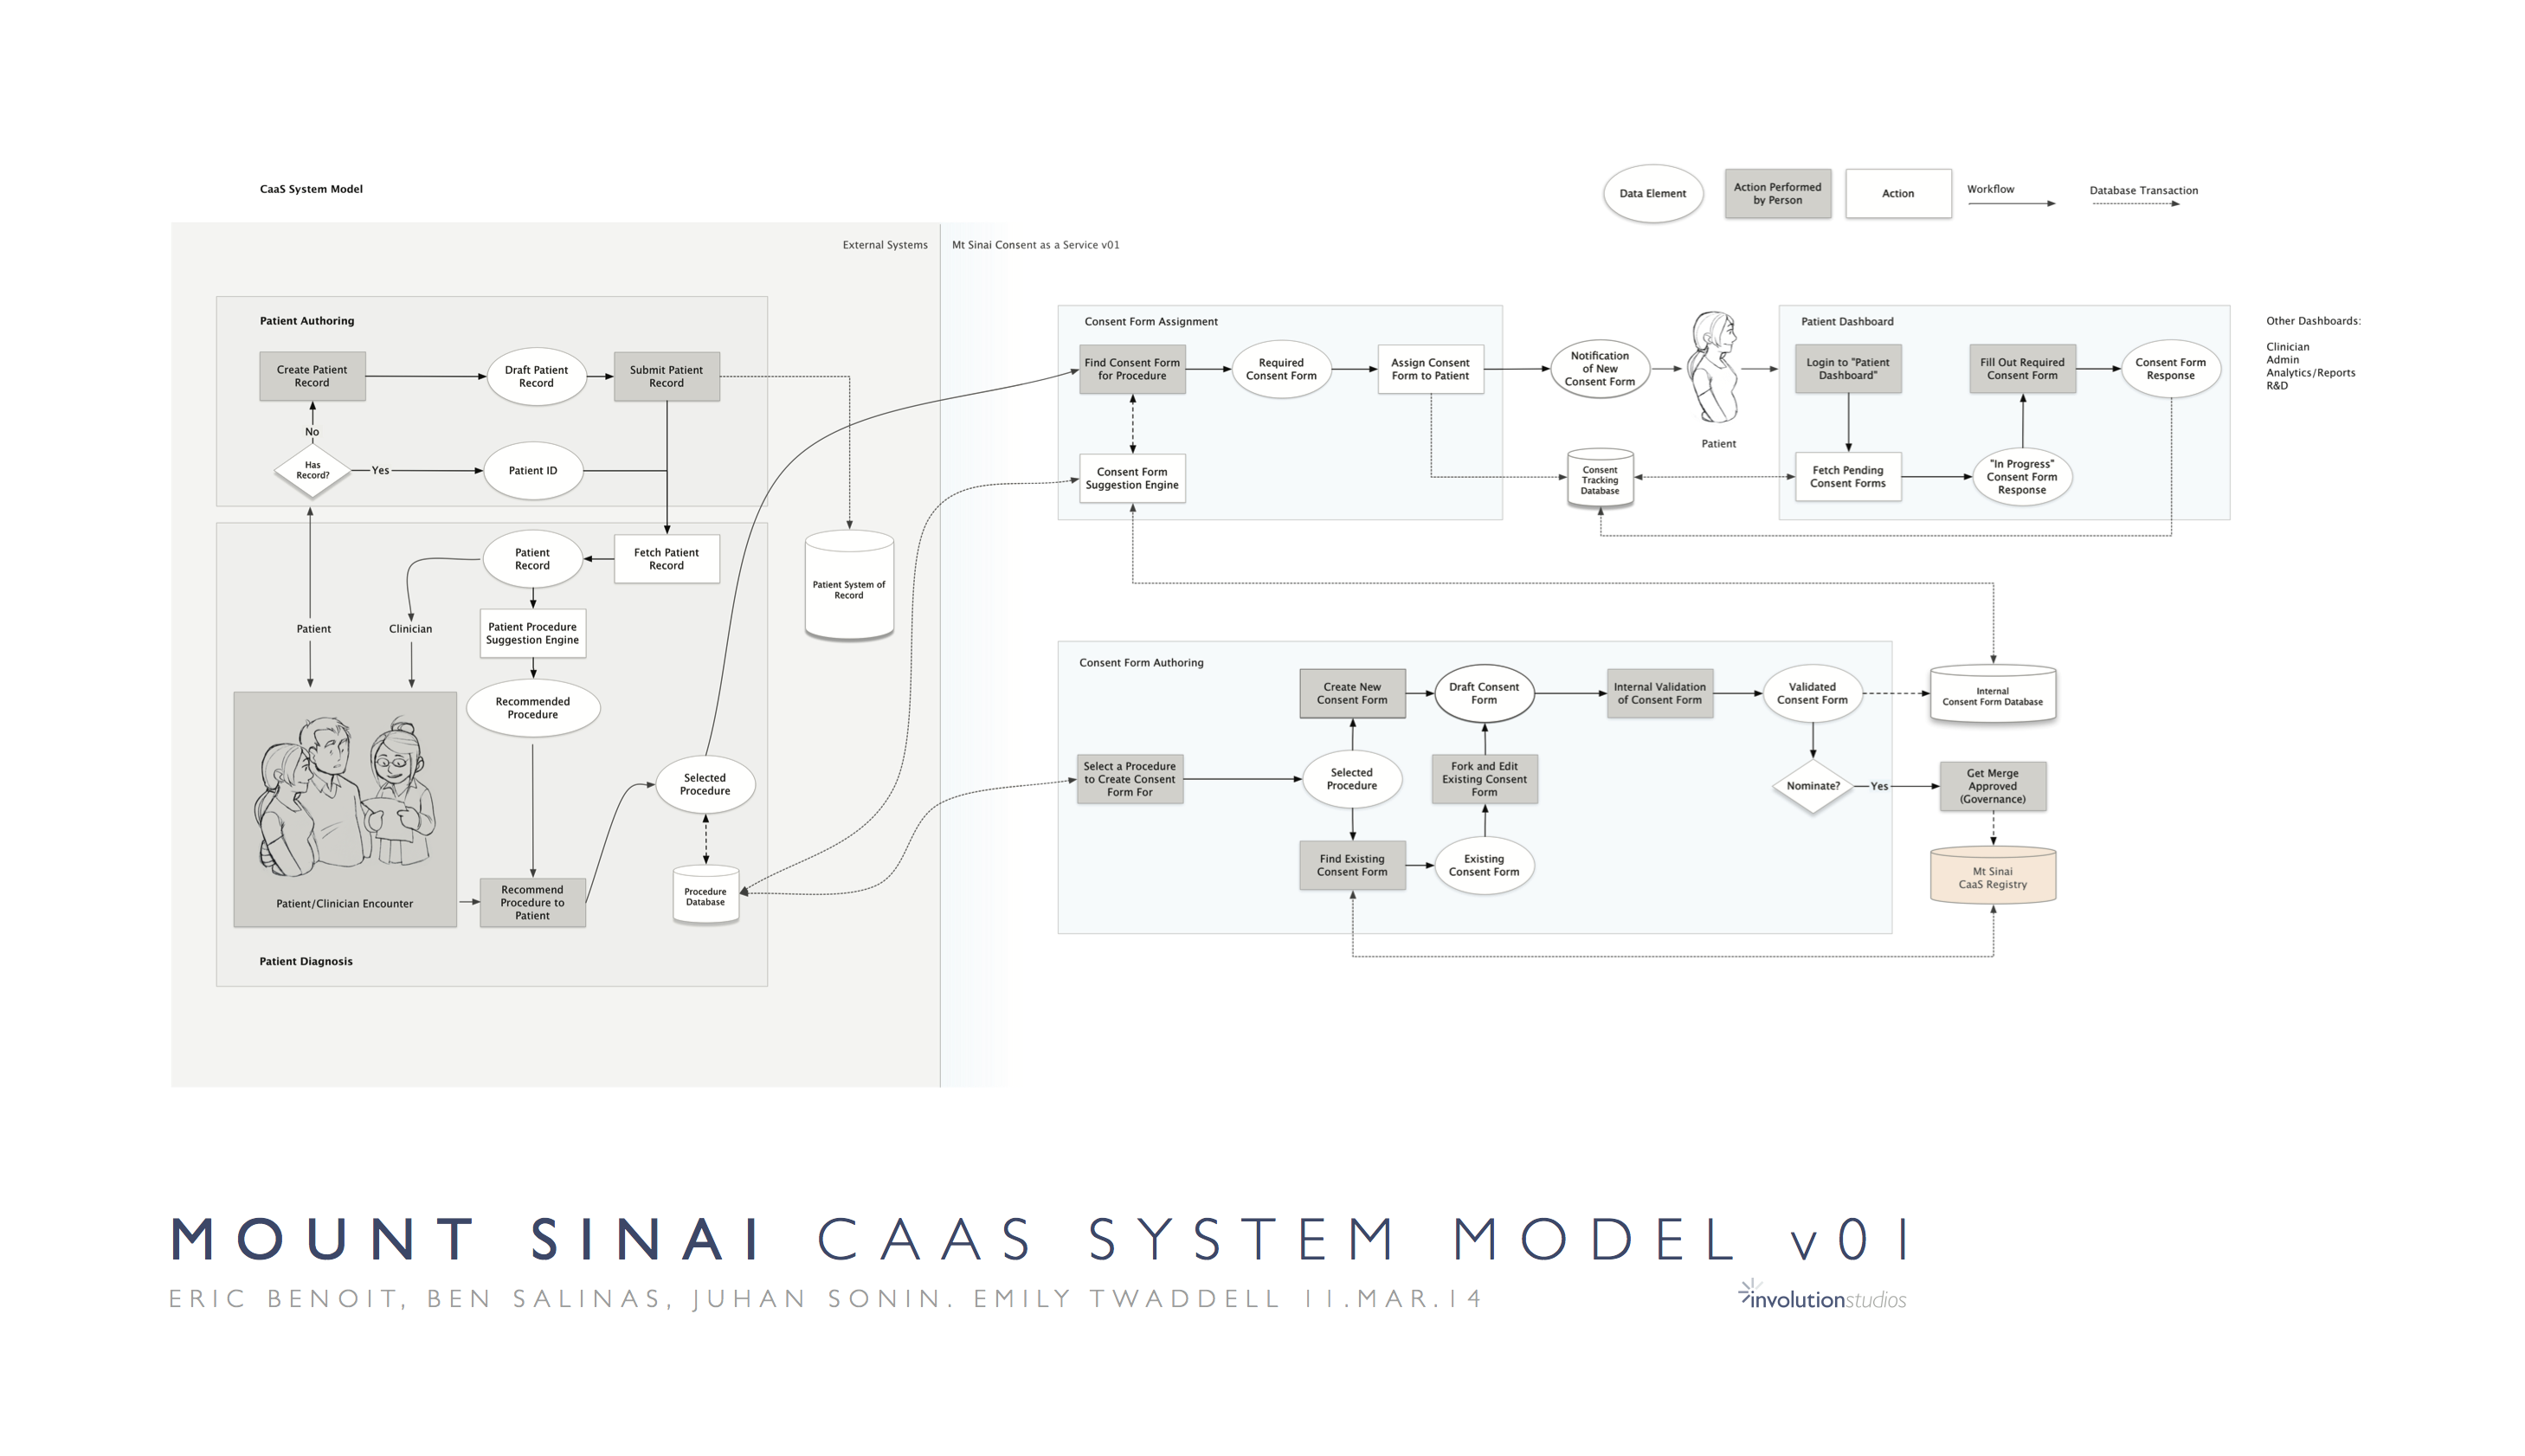 CaaS System Model
Data Element
Action Performed
by Person
Action
Workflow
Database Transaction
External Systems
Mt Sinai Consent as a Service v01
Patient Authoring
Create Patient
Record
Draft Patient
Record
Submit Patient
Record
No
Has
Record?
Yes
Patient ID
Patient
Record
Fetch Patient
Record
Patient
Clinician
Patient Procedure
Suggestion Engine
Recommended
Procedure
Patient/Clinician Encounter
Recommend
Procedure to
Patient
Selected
Procedure
Procedure
Database
Patient Diagnosis
Patient System of
Record
Consent Form Assignment
Find Consent Form
for Procedure
Required
Consent Form
Assign Consent
Form to Patient
Consent Form
Suggestion Engine
Notification
of New
Consent Form
Patient
Consent
Tracking
Database
Patient Dashboard
Login to "Patient
Dashboard"
Fill Out Required
Consent Form
Consent Form
Response
Fetch Pending
Consent Forms
"In Progress"
Consent Form
Response
Other Dashboards:
Clinician
Admin
Analytics/Reports
R&D
Consent Form Authoring
Create New
Consent Form
Draft Consent
Form
Internal Validation
of Consent Form
Validated
Consent Form
Internal
Consent Form Database
Select a Procedure
to Create Consent
Form For
Selected
Procedure
Fork and Edit
Existing Consent
Form
Nominate?
Yes
Get Merge
Approved
(Governance)
Find Existing
Consent Form
Existing
Consent Form
Mt Sinai
CaaS Registry
MOUNT SINAI CAAS SYSTEM MODEL v01
ERIC BENOIT, BEN SALINAS, JUHAN SONIN. EMILY TWADDELL 11.MAR.14
involutionstudios